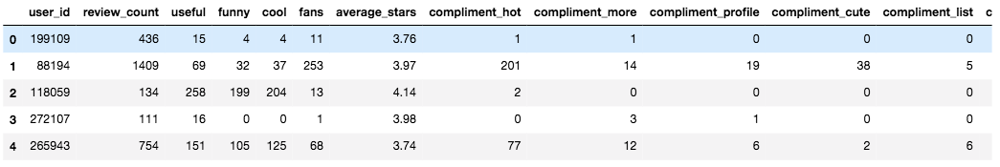 user_id review_count useful funny cool fans average_stars compliment_hot compliment_more compliment_profile compliment_cute compliment_list c
0 199109 436 15 4 4 11 3.76 1 1 0 0 0
1 88194 1409 69 32 37 253 3.97 201 14 19 38 5
2 118059 134 258 199 204 13 4.14 2 0 0 0 0
3 272107 111 16 0 0 1 3.98 0 3 1 0 0
4 265943 754 151 105 125 68 3.74 77 12 6 2 6